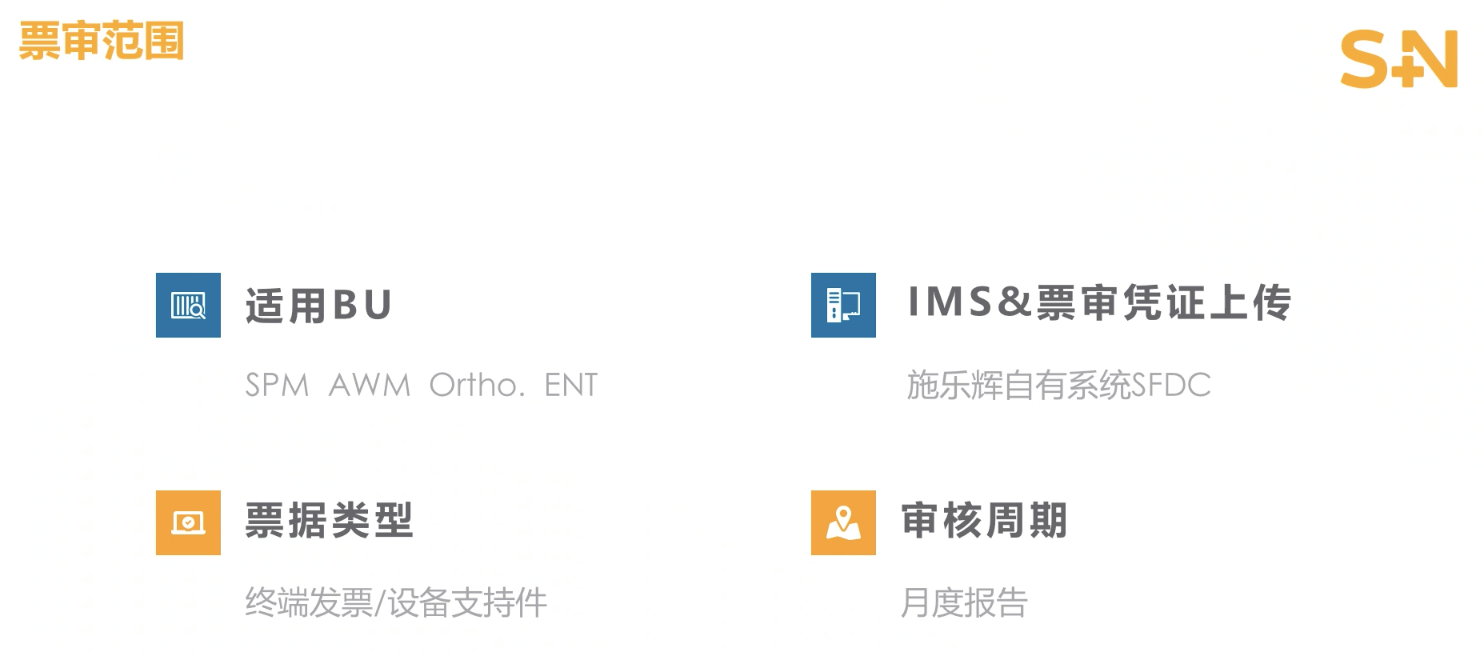 票审范围
S+N
适用BU
SPM AWM Ortho. ENT
IMS&票审凭证上传
施乐辉自有系统SFDC
票据类型
终端发票/设备支持件
审核周期
月度报告